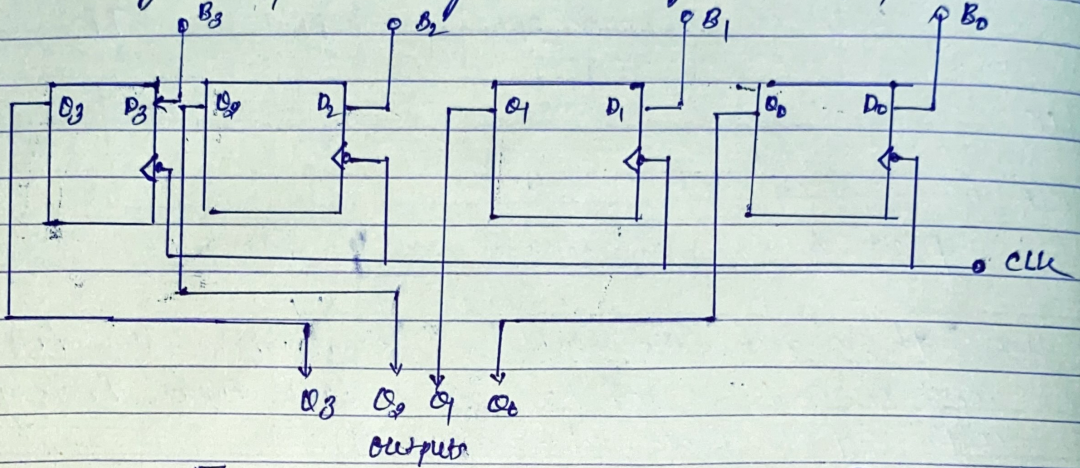 B3 B2 B1 B0
Q3 D3 Q2 D2 Q1 D1 Q0 D0
CLK
Q3 Q2 Q1 Q0
outputs